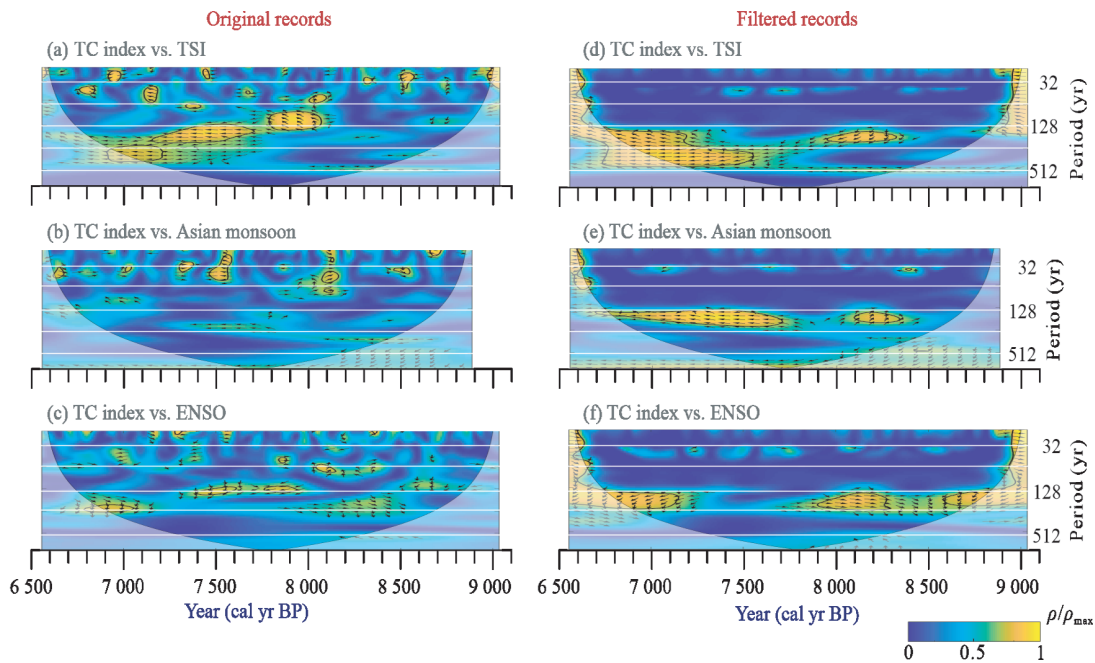 Original records
Filtered records
(a) TC index vs. TSI
(d) TC index vs. TSI
32
128
512
Period (yr)
(b) TC index vs. Asian monsoon
(e) TC index vs. Asian monsoon
32
128
512
Period (yr)
(c) TC index vs. ENSO
(f) TC index vs. ENSO
32
128
512
Period (yr)
6 500 7 000 7 500 8 000 8 500 9 000
6 500 7 000 7 500 8 000 8 500 9 000
Year (cal yr BP)
Year (cal yr BP)
ρ/ρmax
0 0.5 1